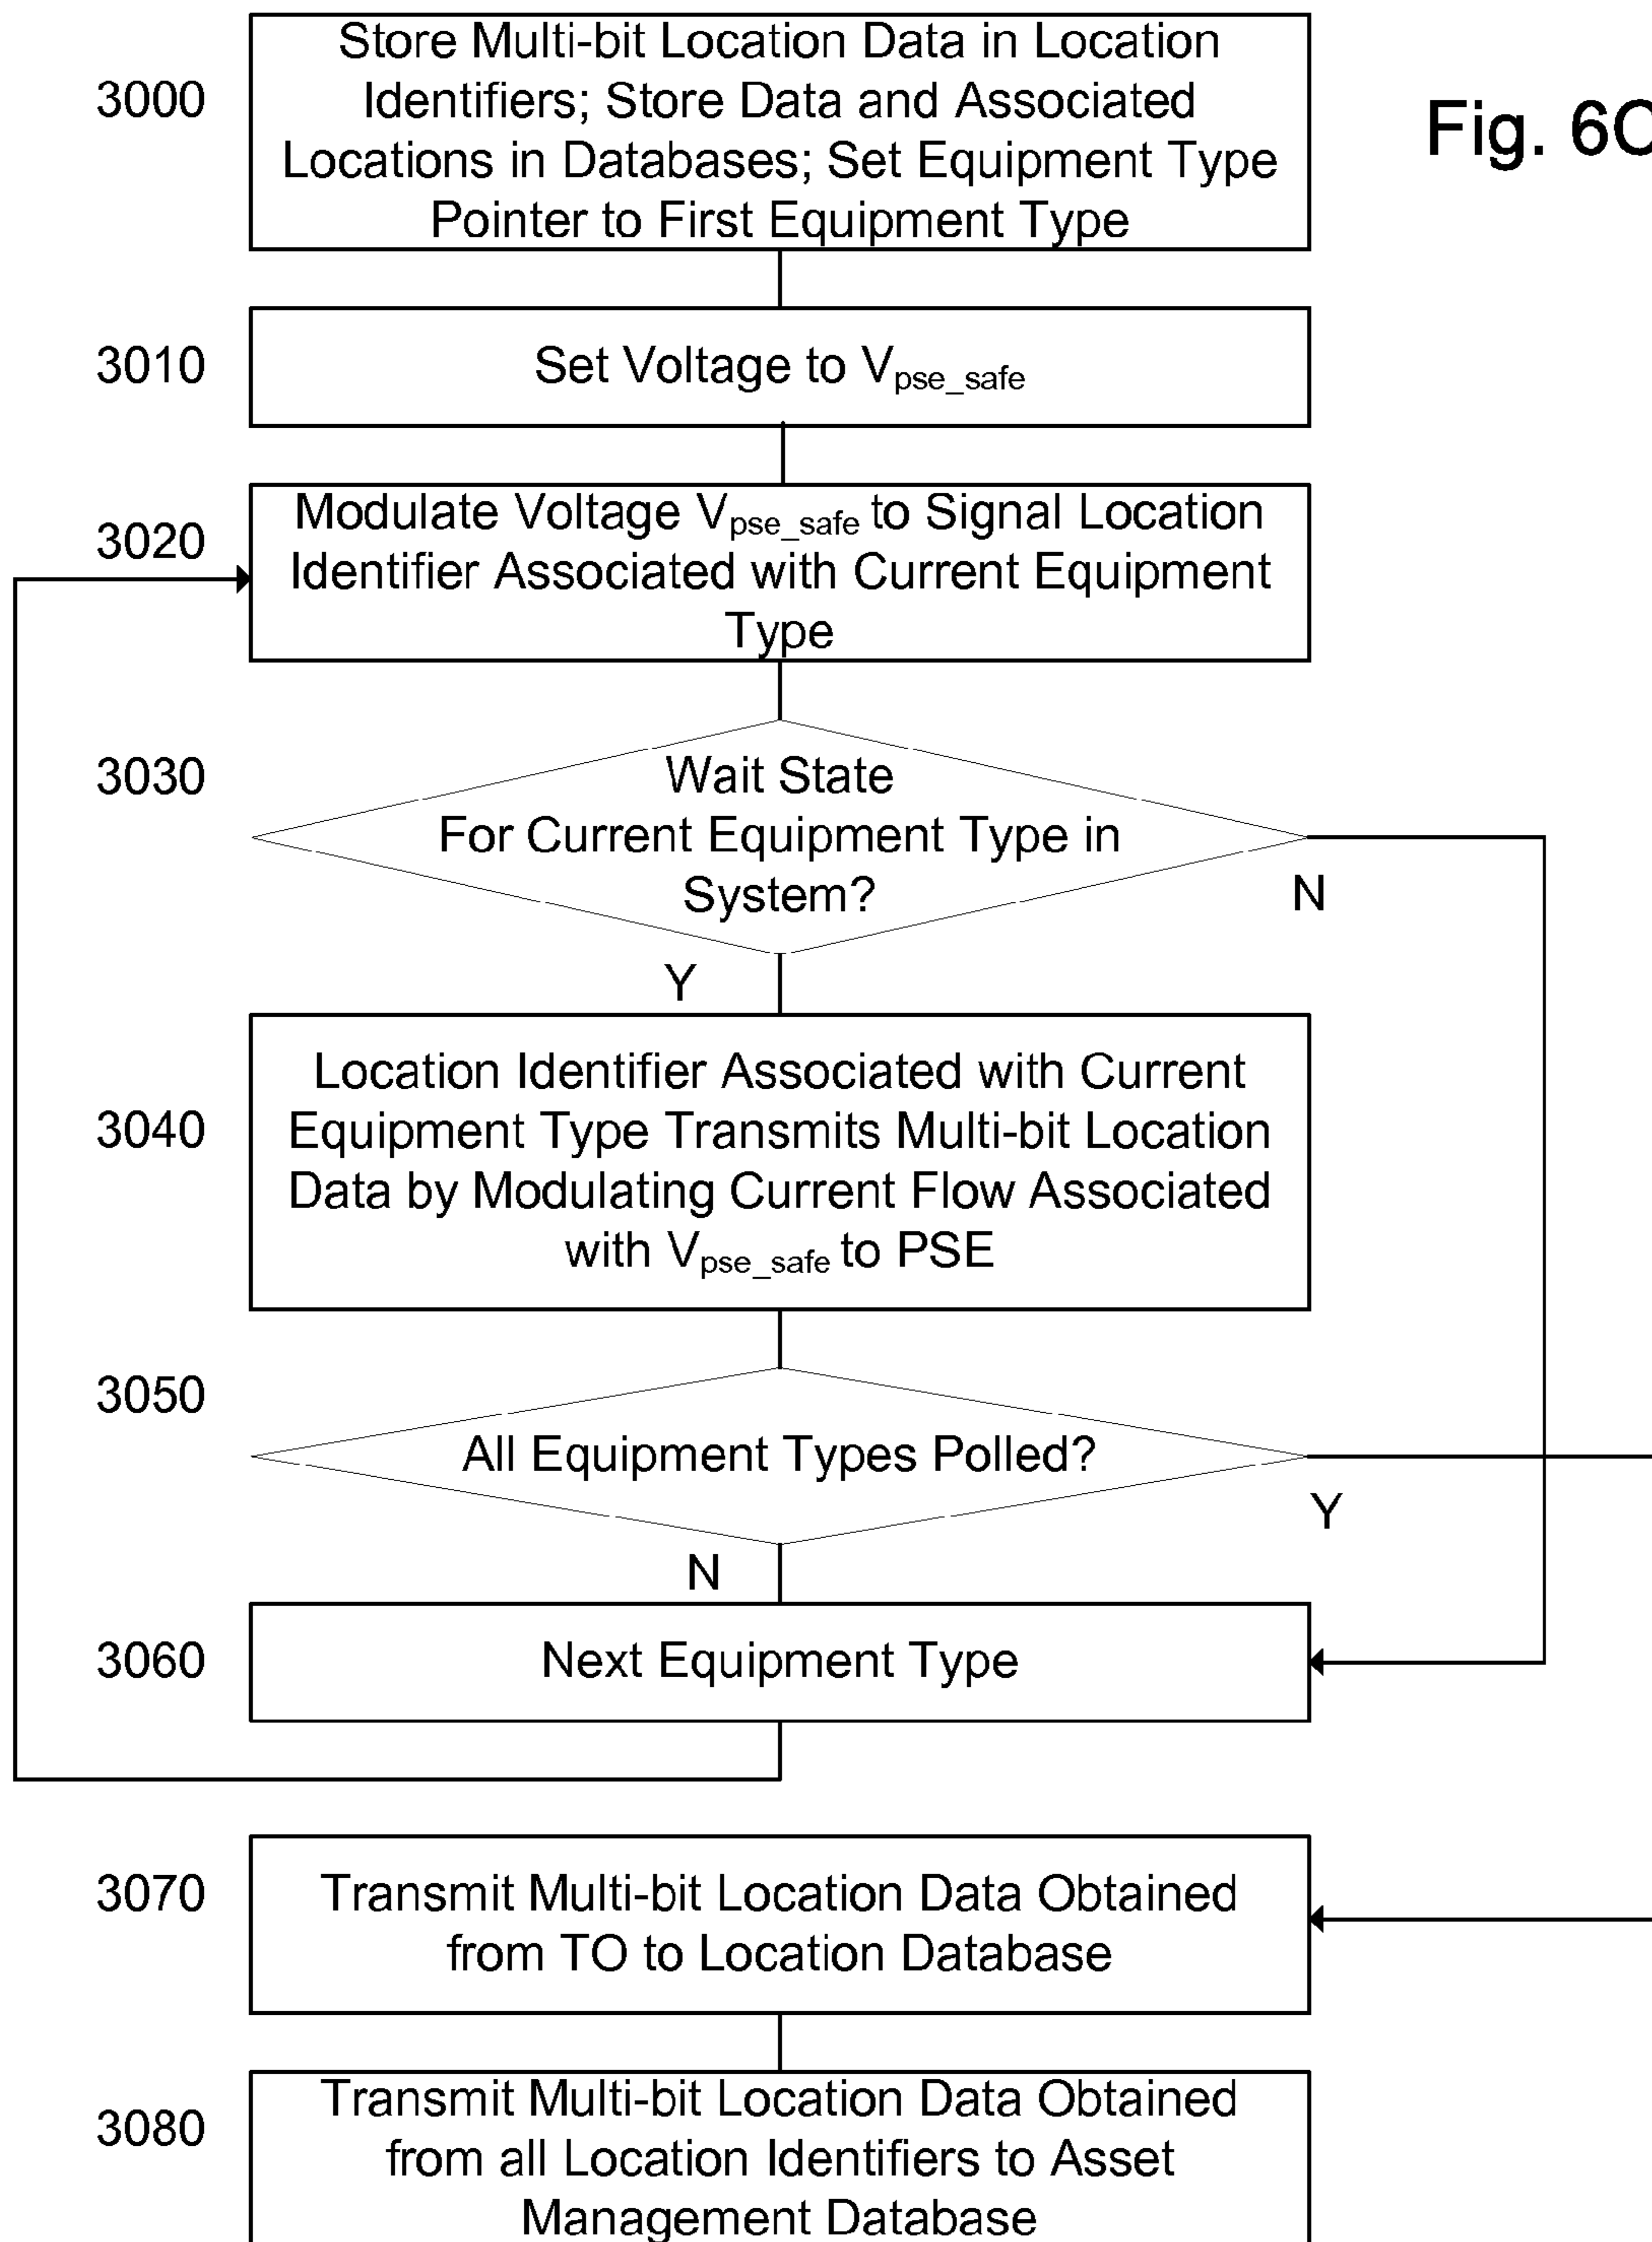 Fig. 6C
3000
Store Multi-bit Location Data in Location
Identifiers; Store Data and Associated
Locations in Databases; Set Equipment Type
Pointer to First Equipment Type
3010
Set Voltage to Vpse_safe
3020
Modulate Voltage Vpse_safe to Signal Location
Identifier Associated with Current Equipment
Type
3030
Wait State
For Current Equipment Type in
System?
N
Y
3040
Location Identifier Associated with Current
Equipment Type Transmits Multi-bit Location
Data by Modulating Current Flow Associated
with Vpse_safe to PSE
3050
All Equipment Types Polled?
Y
N
3060
Next Equipment Type
3070
Transmit Multi-bit Location Data Obtained
from TO to Location Database
3080
Transmit Multi-bit Location Data Obtained
from all Location Identifiers to Asset
Management Database